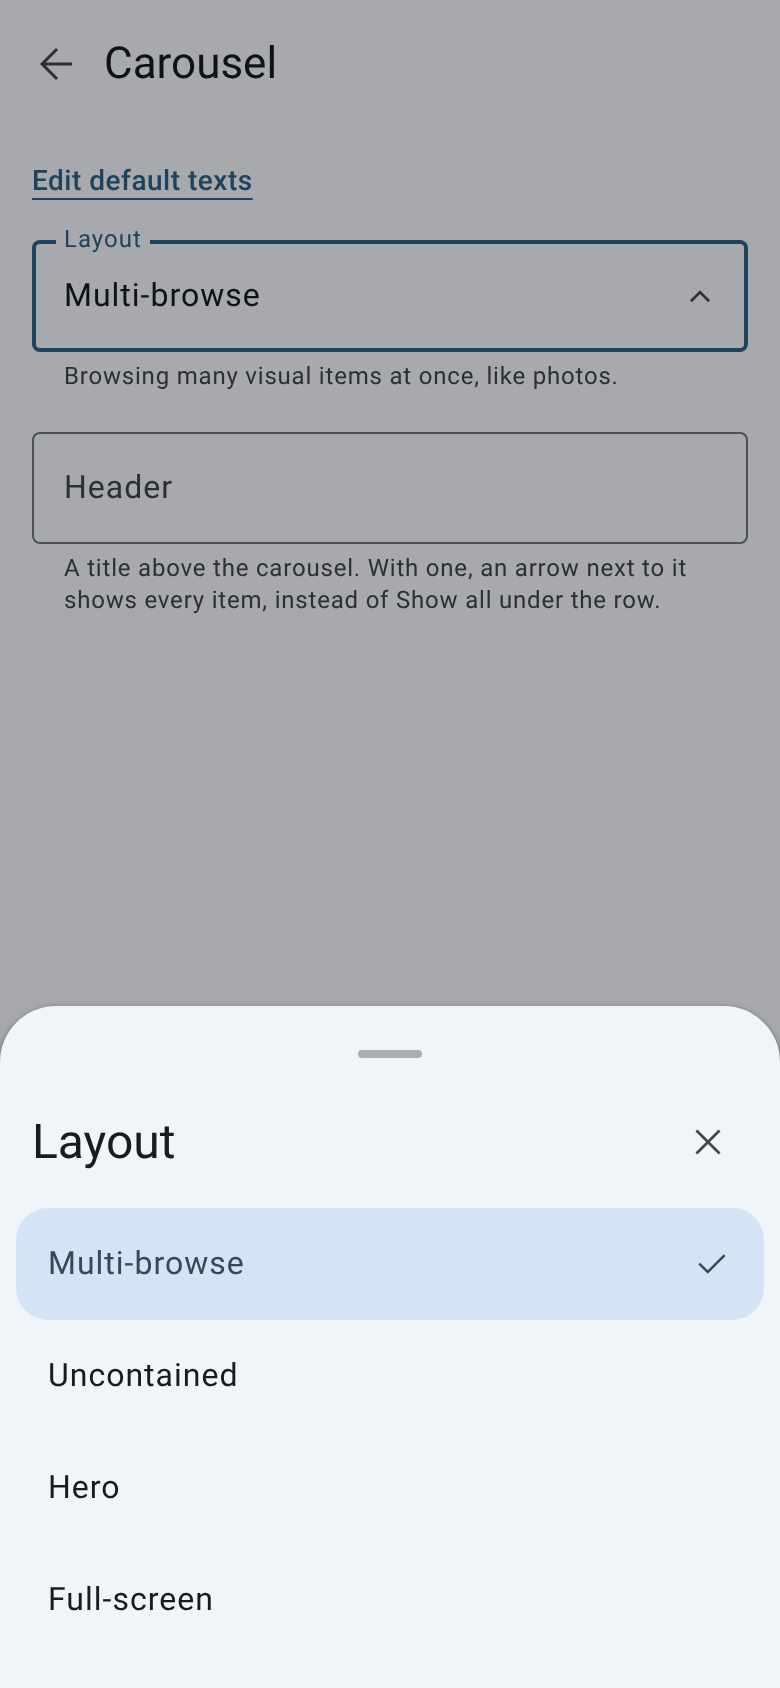 Carousel
Edit default texts
Layout
Multi-browse
Browsing many visual items at once, like photos.
Header
A title above the carousel. With one, an arrow next to it
shows every item, instead of Show all under the row.
Layout
Multi-browse
Uncontained
Hero
Full-screen